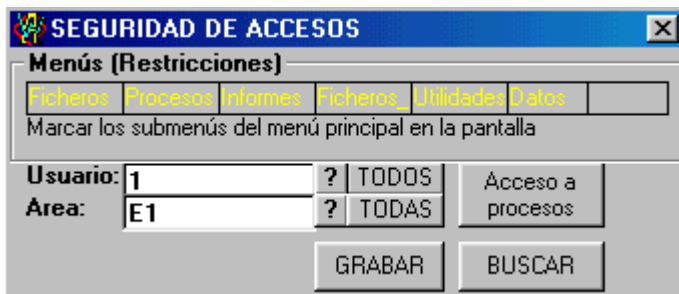 SEGURIDAD DE ACCESOS
Menús (Restricciones)
Ficheros Procesos Informes Ficheros_ Utilidades Datos
Marcar los submenús del menú principal en la pantalla
Usuario: 1 ? TODOS Acceso a procesos
Area: E1 ? TODAS
GRABAR BUSCAR